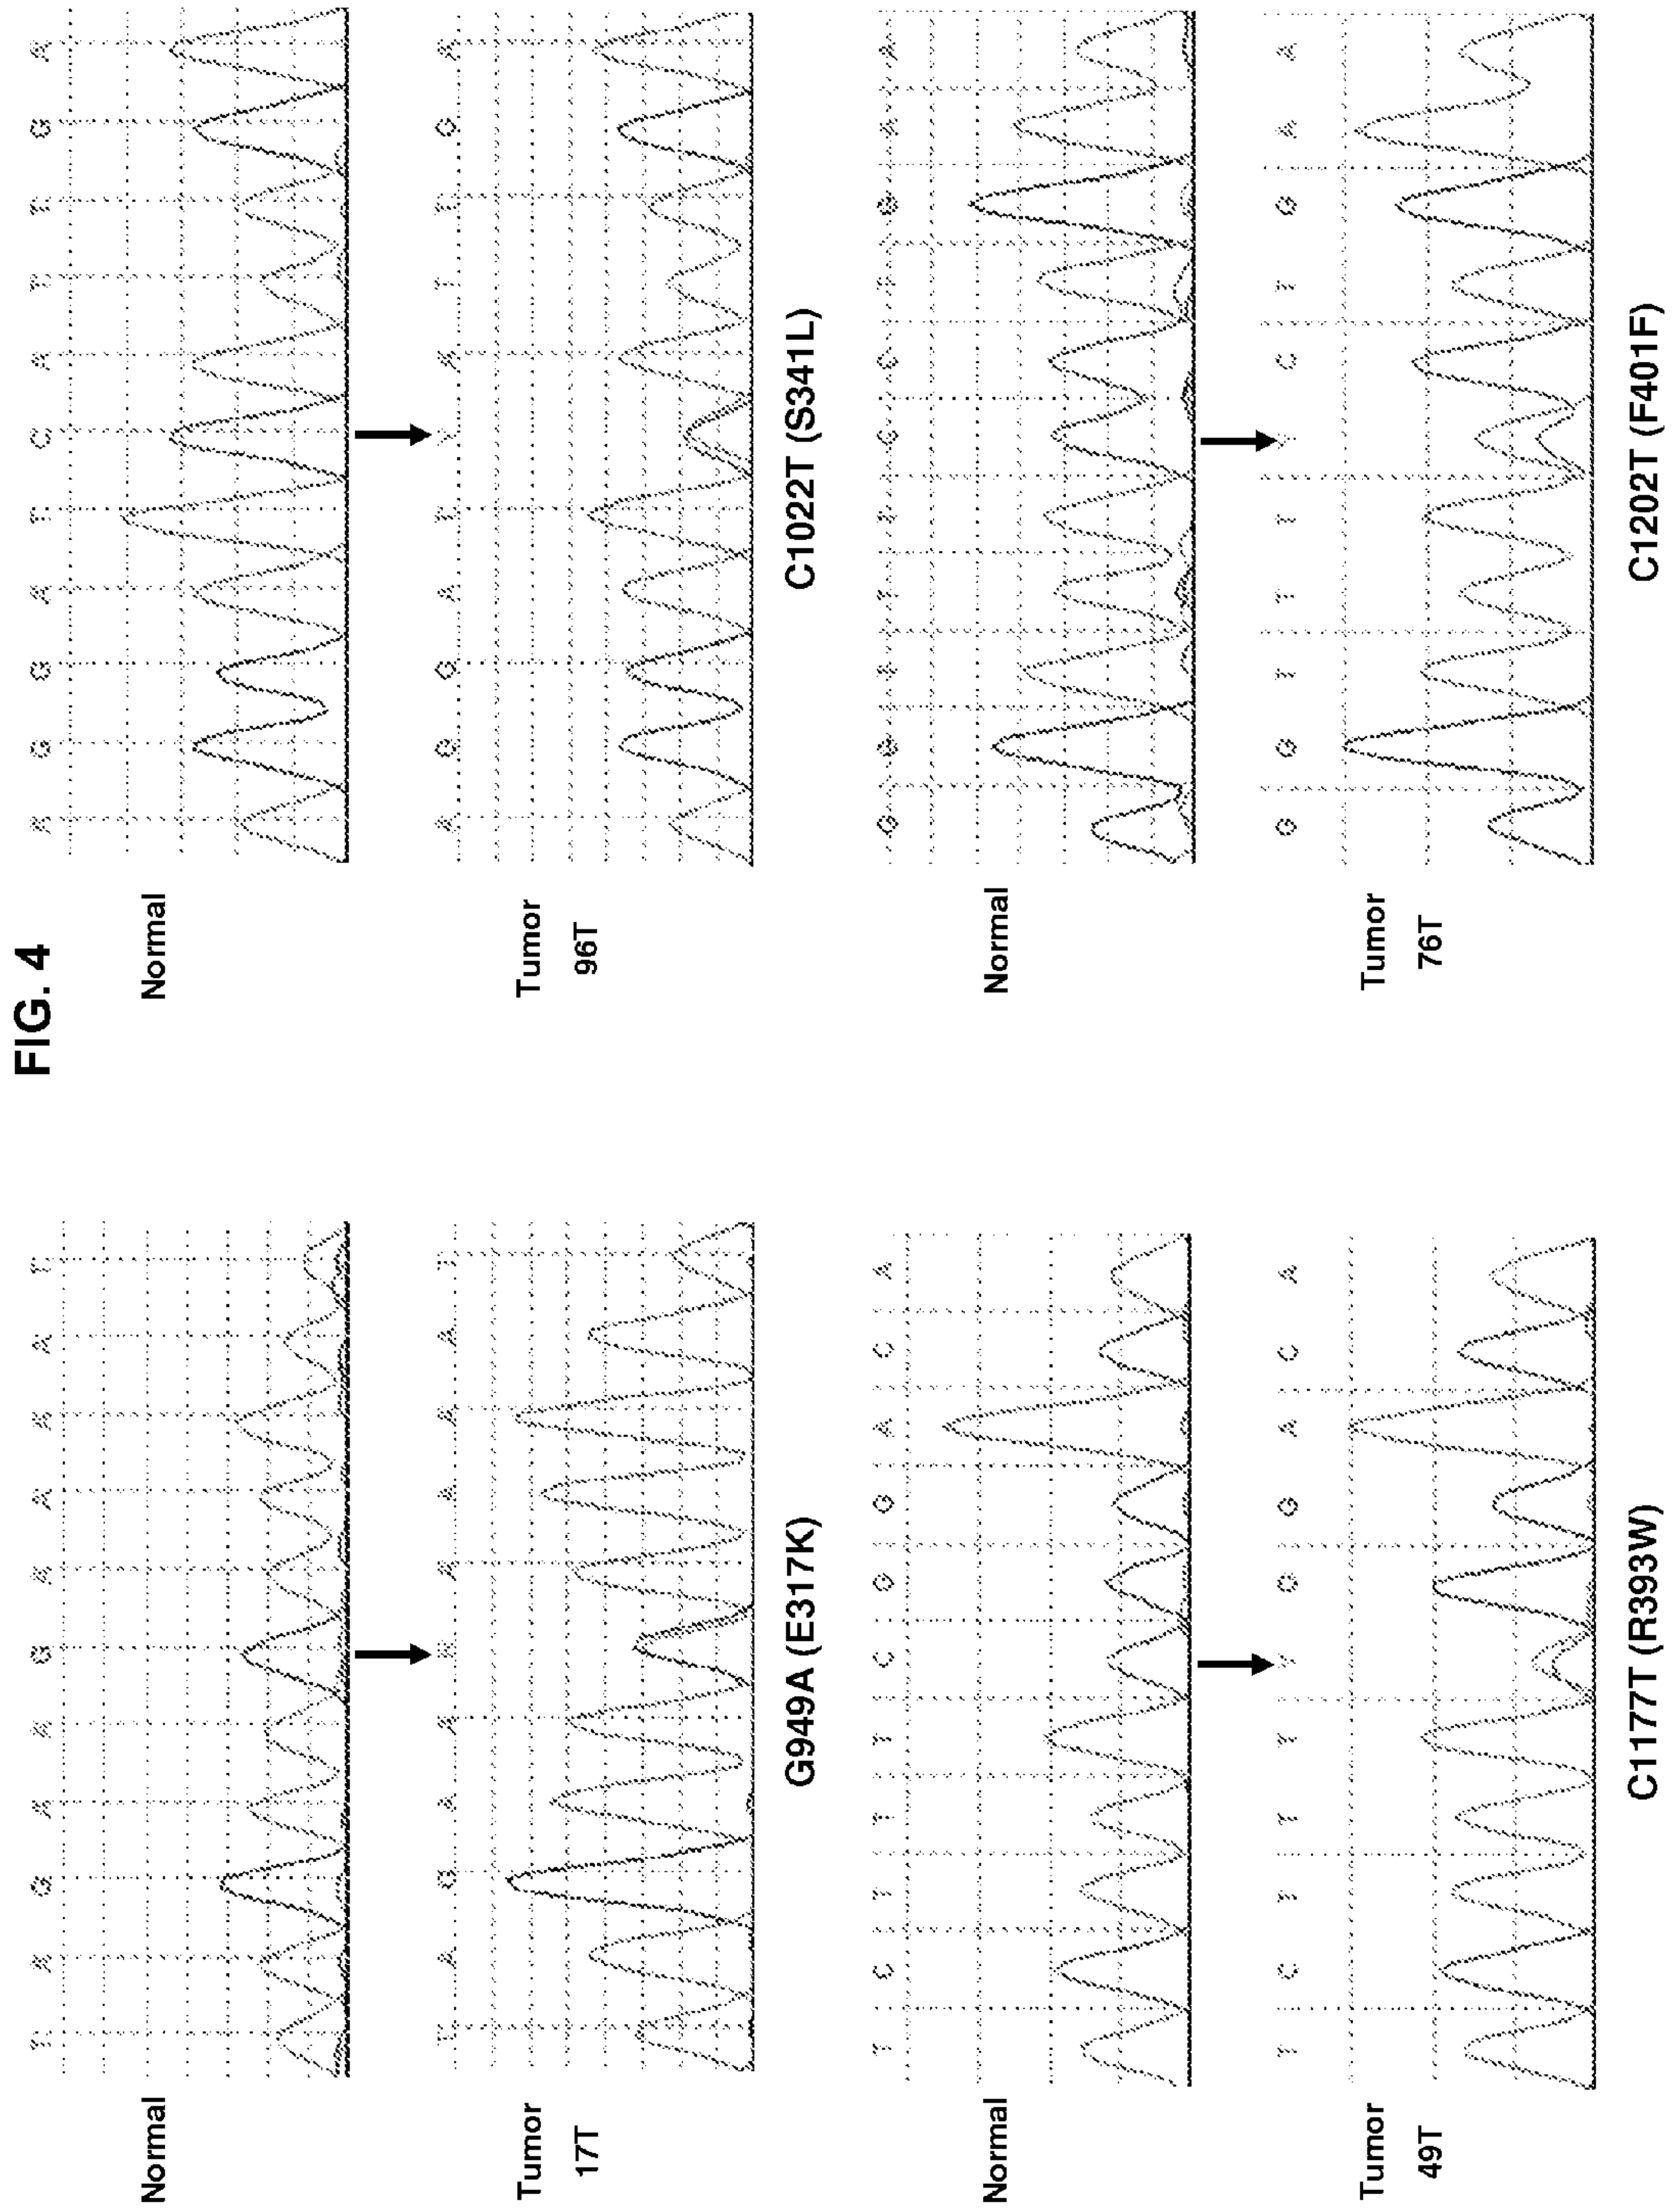 FIG. 4
T A G A A G A A A A T
Normal
T A G A A R A A A A T
Tumor
17T
G949A (E317K)
A G G A T C A T T G A
Normal
A G G A T Y A T T G A
Tumor
96T
C1022T (S341L)
T C T T T C G G A C A
Normal
T C T T T Y G G A C A
Tumor
49T
C1177T (R393W)
G G T T T C C T G A A
Normal
G G T T T Y C T G A A
Tumor
76T
C1202T (F401F)